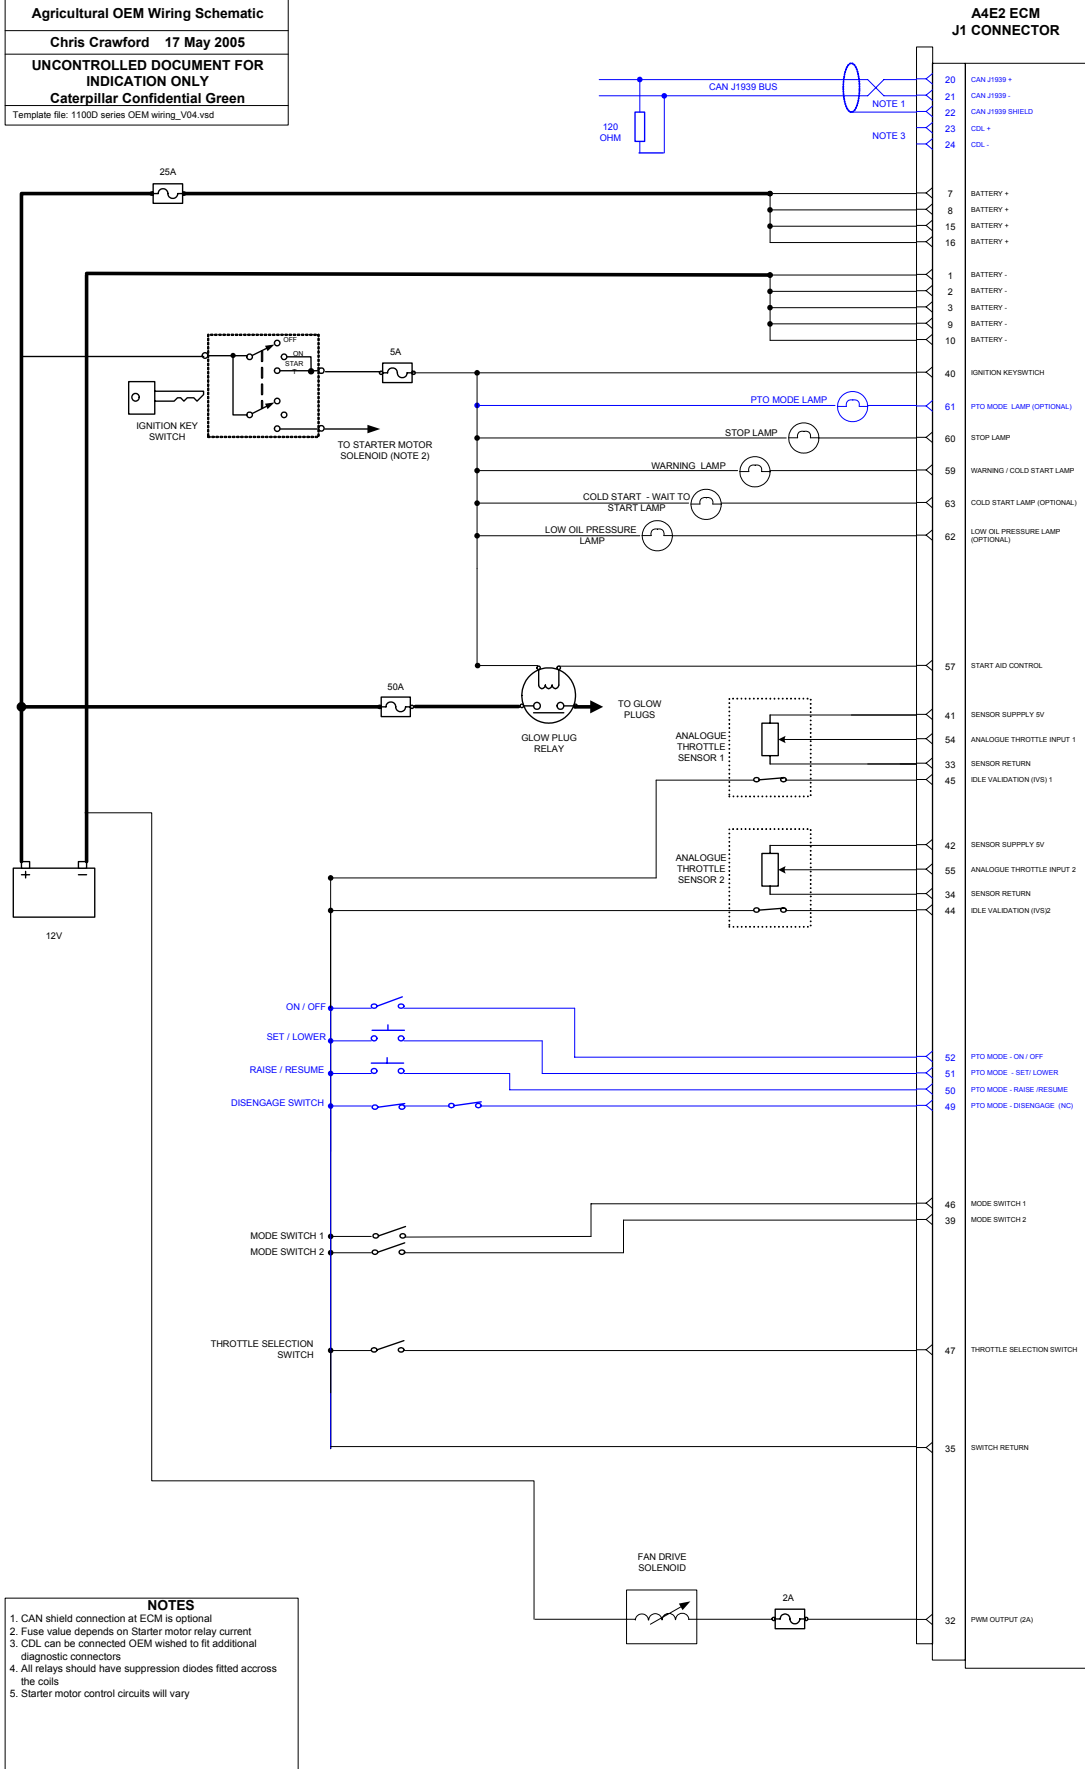 Agricultural OEM Wiring Schematic
Chris Crawford 17 May 2005
UNCONTROLLED DOCUMENT FOR
INDICATION ONLY
Caterpillar Confidential Green
Template file: 1100D series OEM wiring_V04.vsd
A4E2 ECM
J1 CONNECTOR
CAN J1939 BUS
NOTE 1
NOTE 3
120
OHM
20 CAN J1939 +
21 CAN J1939 -
22 CAN J1939 SHIELD
23 CDL +
24 CDL -
25A
7 BATTERY +
8 BATTERY +
15 BATTERY +
16 BATTERY +
1 BATTERY -
2 BATTERY -
3 BATTERY -
9 BATTERY -
10 BATTERY -
OFF
ON
STAR
T
5A
IGNITION KEY
SWITCH
TO STARTER MOTOR
SOLENOID (NOTE 2)
40 IGNITION KEYSWTICH
PTO MODE LAMP
61 PTO MODE LAMP (OPTIONAL)
STOP LAMP
60 STOP LAMP
WARNING LAMP
59 WARNING / COLD START LAMP
COLD START - WAIT TO
START LAMP
63 COLD START LAMP (OPTIONAL)
LOW OIL PRESSURE
LAMP
62 LOW OIL PRESSURE LAMP
(OPTIONAL)
57 START AID CONTROL
50A
TO GLOW
PLUGS
GLOW PLUG
RELAY
ANALOGUE
THROTTLE
SENSOR 1
41 SENSOR SUPPPLY 5V
54 ANALOGUE THROTTLE INPUT 1
33 SENSOR RETURN
45 IDLE VALIDATION (IVS) 1
ANALOGUE
THROTTLE
SENSOR 2
42 SENSOR SUPPPLY 5V
55 ANALOGUE THROTTLE INPUT 2
34 SENSOR RETURN
44 IDLE VALIDATION (IVS)2
+ -
12V
ON / OFF
SET / LOWER
RAISE / RESUME
DISENGAGE SWITCH
52 PTO MODE - ON / OFF
51 PTO MODE - SET/ LOWER
50 PTO MODE - RAISE /RESUME
49 PTO MODE - DISENGAGE (NC)
MODE SWITCH 1
MODE SWITCH 2
46 MODE SWITCH 1
39 MODE SWITCH 2
THROTTLE SELECTION
SWITCH
47 THROTTLE SELECTION SWITCH
35 SWITCH RETURN
FAN DRIVE
SOLENOID
2A
32 PWM OUTPUT (2A)
NOTES
1. CAN shield connection at ECM is optional
2. Fuse value depends on Starter motor relay current
3. CDL can be connected OEM wished to fit additional
diagnostic connectors
4. All relays should have suppression diodes fitted accross
the coils
5. Starter motor control circuits will vary